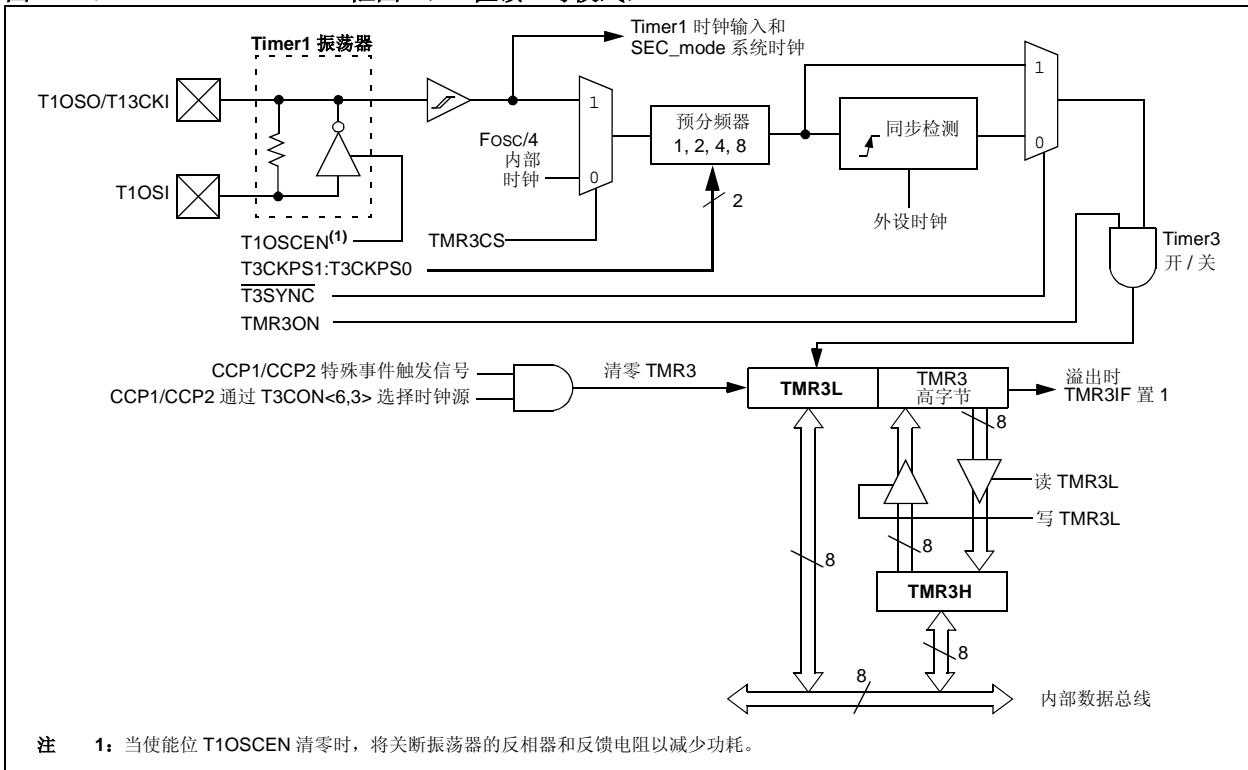 Timer1 振荡器
Timer1 时钟输入和
SEC_mode 系统时钟
T1OSO/T13CKI
T1OSI
FOSC/4
内部
时钟
1
0
预分频器
1, 2, 4, 8
同步检测
1
0
2
外设时钟
T1OSCEN(1)
TMR3CS
T3CKPS1:T3CKPS0
T3SYNC
TMR3ON
Timer3
开 / 关
CCP1/CCP2 特殊事件触发信号
CCP1/CCP2 通过 T3CON<6,3> 选择时钟源
清零 TMR3
TMR3L
TMR3
高字节
溢出时
TMR3IF 置 1
8
读 TMR3L
写 TMR3L
8
8
TMR3H
8
8
内部数据总线
注 1: 当使能位 T1OSCEN 清零时，将关断振荡器的反相器和反馈电阻以减少功耗。